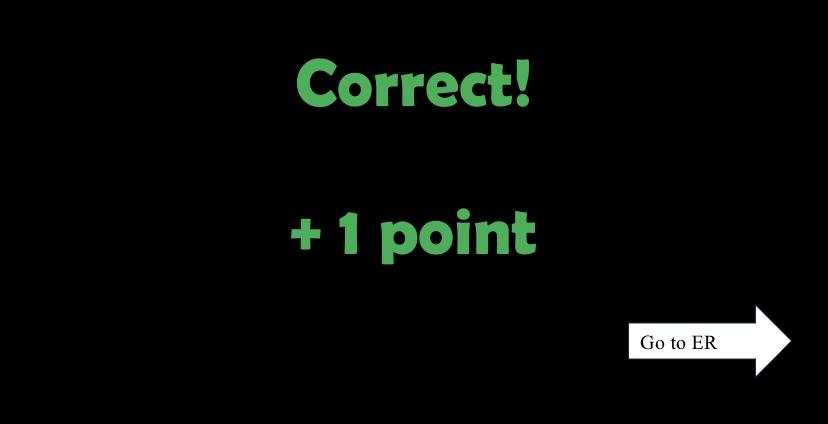 Correct!
+ 1 point
Go to ER